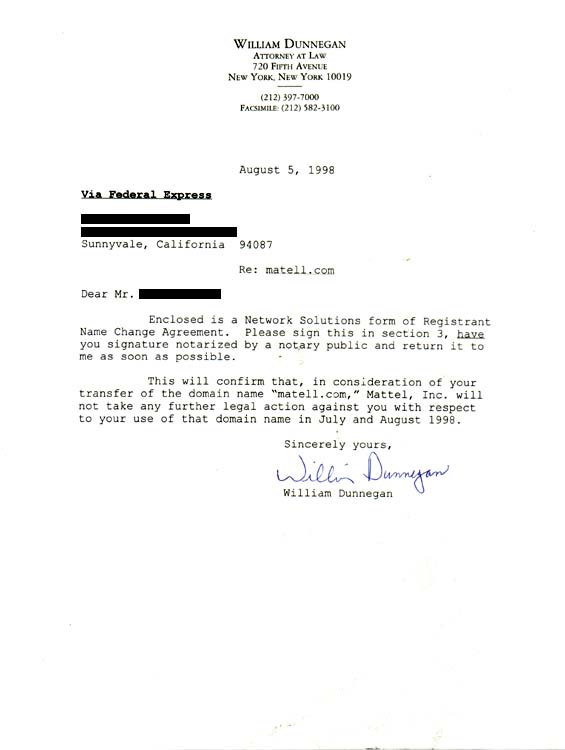 WILLIAM DUNNEGAN
ATTORNEY AT LAW
720 FIFTH AVENUE
NEW YORK, NEW YORK 10019
(212) 397-7000
FACSIMILE: (212) 582-3100
August 5, 1998
Via Federal Express
Sunnyvale, California 94087
Re: matell.com
Dear Mr.
Enclosed is a Network Solutions form of Registrant
Name Change Agreement. Please sign this in section 3, have
you signature notarized by a notary public and return it to
me as soon as possible.
This will confirm that, in consideration of your
transfer of the domain name "matell.com," Mattel, Inc. will
not take any further legal action against you with respect
to your use of that domain name in July and August 1998.
Sincerely yours,
Willi Dunnegan
William Dunnegan